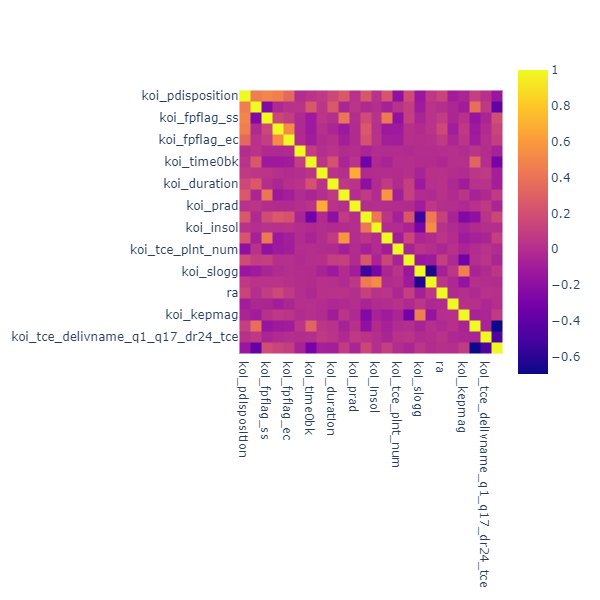 koi_pdisposition
koi_fpflag_ss
koi_fpflag_ec
koi_time0bk
koi_duration
koi_prad
koi_insol
koi_tce_plnt_num
koi_slogg
ra
koi_kepmag
koi_tce_delivname_q1_q17_dr24_tce
koi_pdisposition
koi_fpflag_ss
koi_fpflag_ec
koi_time0bk
koi_duration
koi_prad
koi_insol
koi_tce_plnt_num
koi_slogg
ra
koi_kepmag
koi_tce_delivname_q1_q17_dr24_tce
1
0.8
0.6
0.4
0.2
0
−0.2
−0.4
−0.6